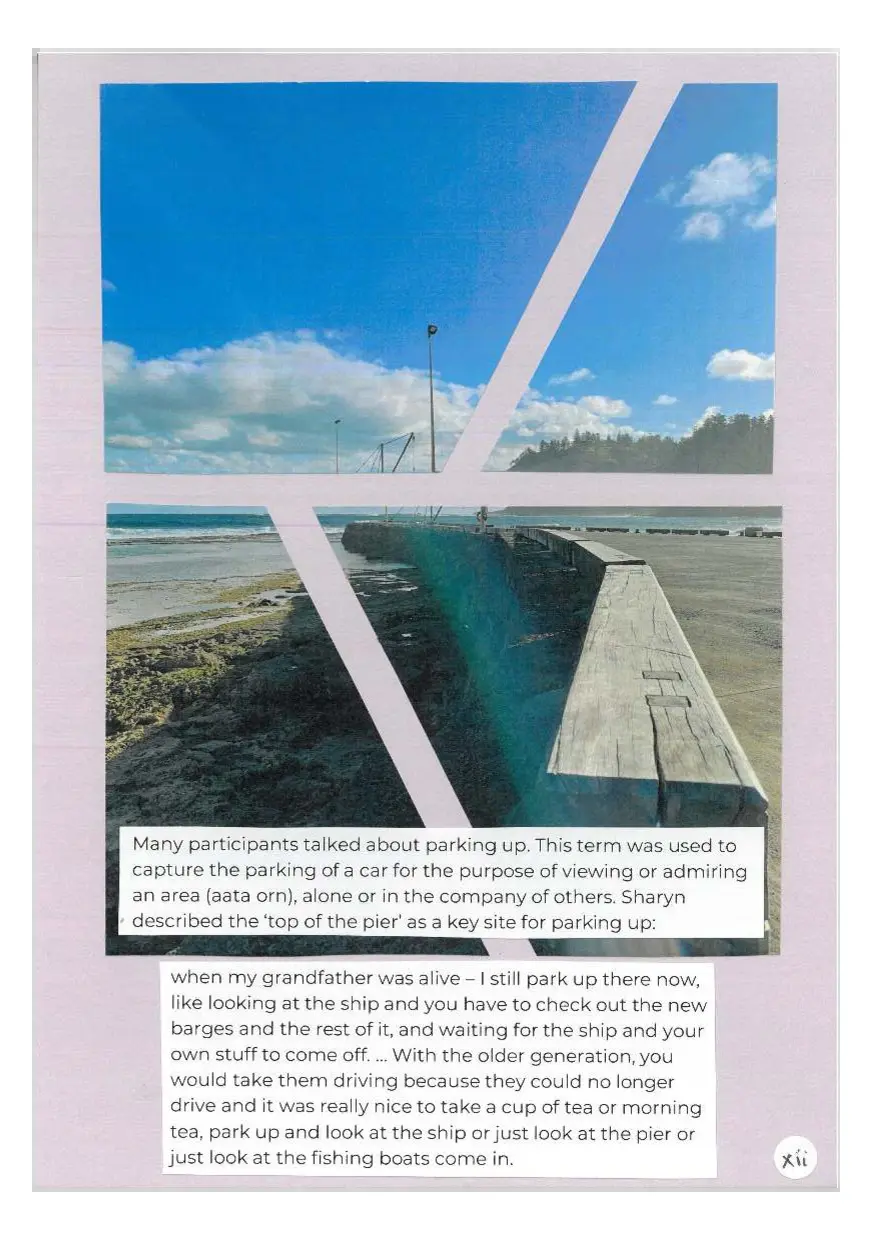 Many participants talked about parking up. This term was used to
capture the parking of a car for the purpose of viewing or admiring
an area (aata orn), alone or in the company of others. Sharyn
described the ‘top of the pier' as a key site for parking up:
when my grandfather was alive – I still park up there now,
like looking at the ship and you have to check out the new
barges and the rest of it, and waiting for the ship and your
own stuff to come off. ... With the older generation, you
would take them driving because they could no longer
drive and it was really nice to take a cup of tea or morning
tea, park up and look at the ship or just look at the pier or
just look at the fishing boats come in.
xii